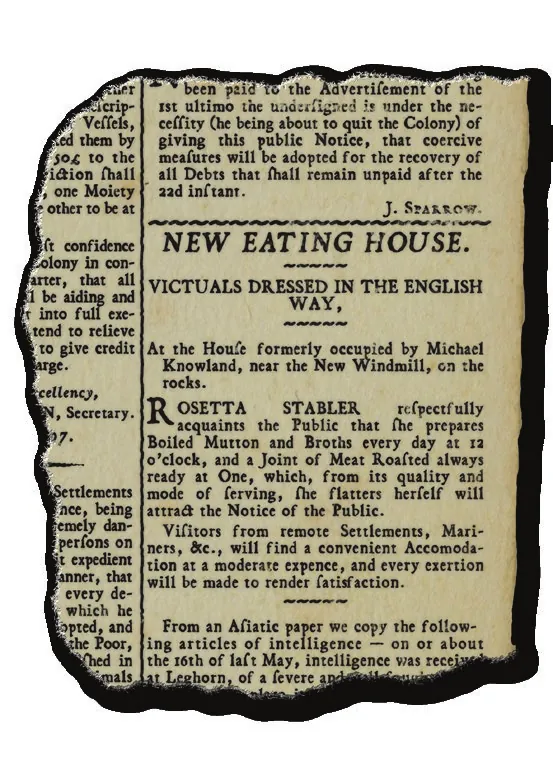 Veſſels,
them by
50£ to the
ſhall
, one Moiety
other to be at
confidence
in con-
that all
be aiding and
into full exe-
tend to relieve
to give credit
Secretary.
Settlements
being
dan-
perſons on
expedient
that
every de-
which he
and
the Poor,
in
been paid to the Advertiſement of the
1st ultimo the underſigned is under the ne-
ceſſity (he being about to quit the Colony) of
giving this public Notice, that coercive
meaſures will be adopted for the recovery of
all Debts that ſhall remain unpaid after the
22d inſtant.
J. SPARROW.
NEW EATING HOUSE.
VICTUALS DRESSED IN THE ENGLISH
WAY,
At the Houſe formerly occupied by Michael
Knowland, near the New Windmill, on the
rocks.
ROSETTA STABLER reſpectfully
acquaints the Public that ſhe prepares
Boiled Mutton and Broths every day at 12
o'clock, and a Joint of Meat Roaſted always
ready at One, which, from its quality and
mode of ſerving, ſhe flatters herſelf will
attract the Notice of the Public.
Viſitors from remote Settlements, Mari-
ners, &c., will find a convenient Accomoda-
tion at a moderate expence, and every exertion
will be made to render ſatisfaction.
From an Aſiatic paper we copy the follow-
ing articles of intelligence — on or about
the 16th of laſt May, intelligence was received
at Leghorn, of a ſevere and